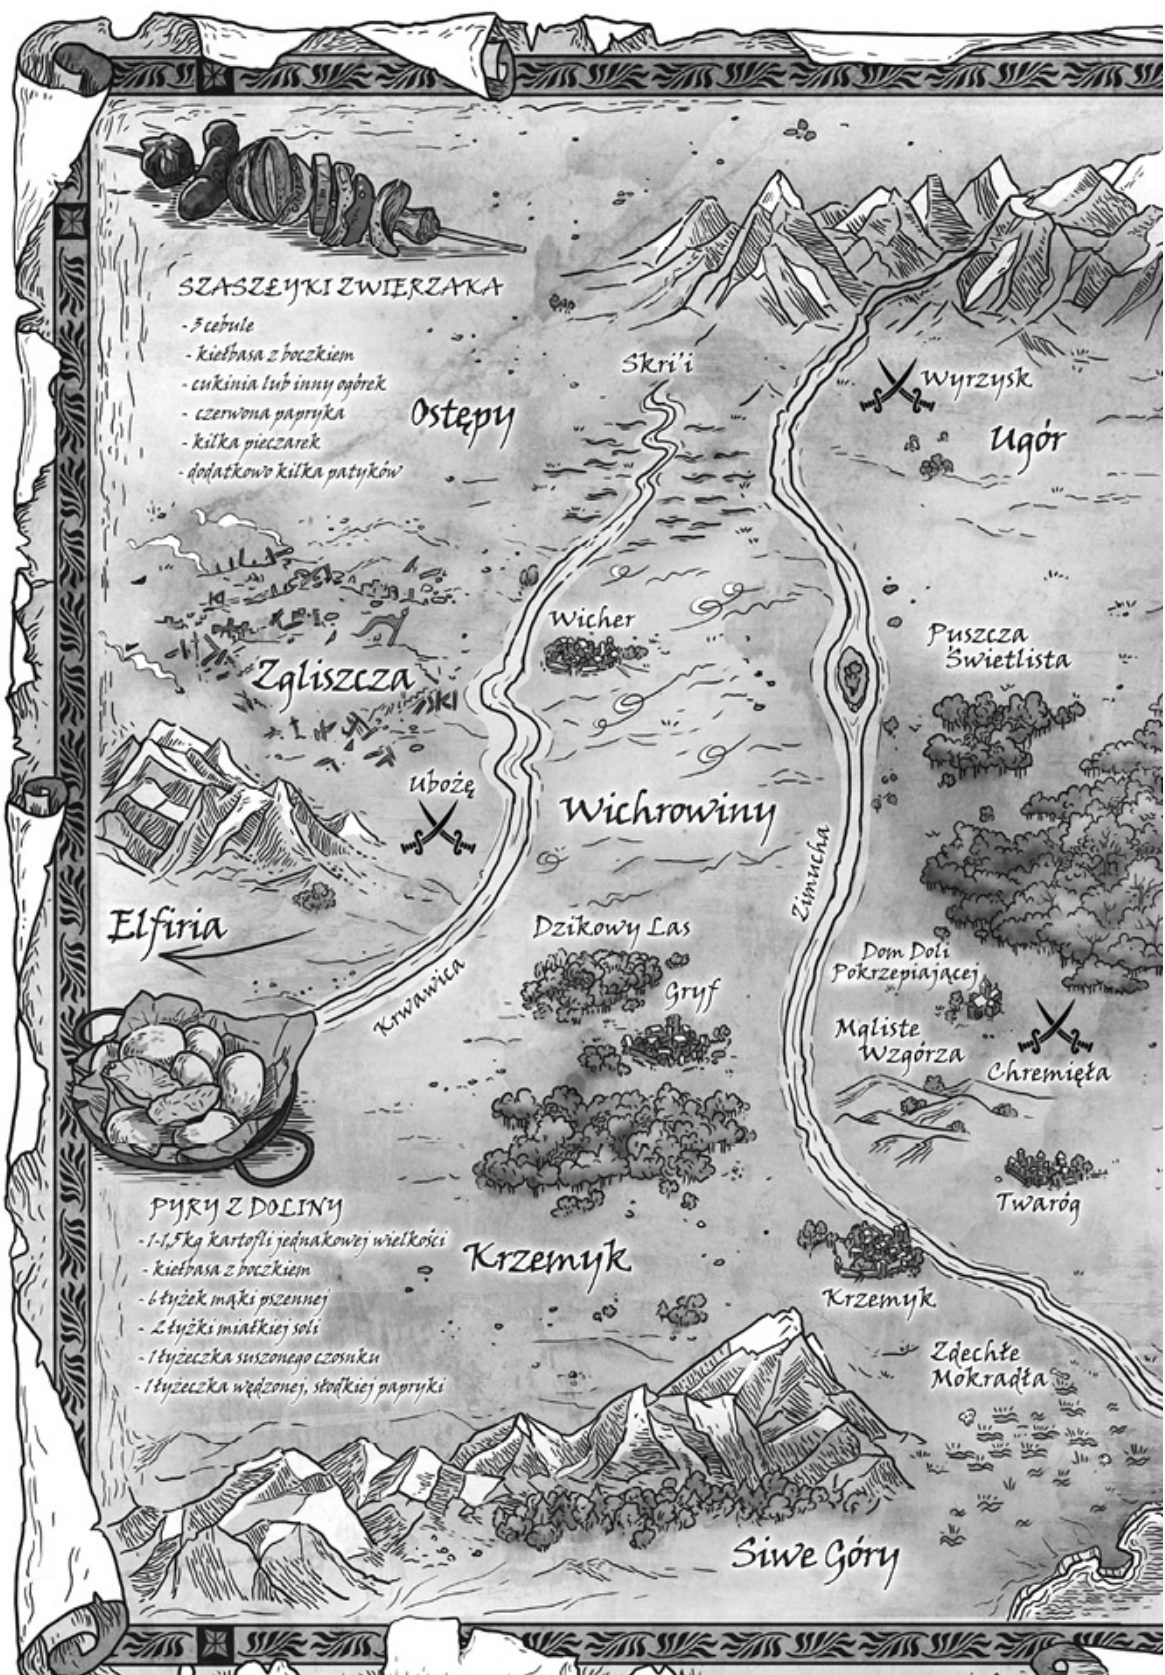 SZASZŁYKI ZWIERZAKA
- 3 cebule
- kiełbasa z boczkiem
- cukinia lub inny ogórek
- czerwona papryka
- kilka pieczarek
- dodatkowo kilka patyków
Ostępy
Skri'i
Wyrzysk
Ugór
Wicher
Zgliszcza
Puszcza
Świetlista
Ubożę
Wichrowiny
Zimucha
Elfiria
Krwawica
Dzikowy Las
Gryf
Dom Doli
Pokrzepiającej
Mgliste
Wzgórza
Chremięta
Twaróg
PYRY Z DOLINY
- 1-1,5kg kartofli jednakowej wielkości
- kiełbasa z boczkiem
- 6 łyżek mąki pszennej
- 2 łyżki miałkiej soli
- 1 łyżeczka suszonego czosnku
- 1 łyżeczka wędzonej, słodkiej papryki
Krzemyk
Krzemyk
Zdechłe
Mokradła
Siwe Góry